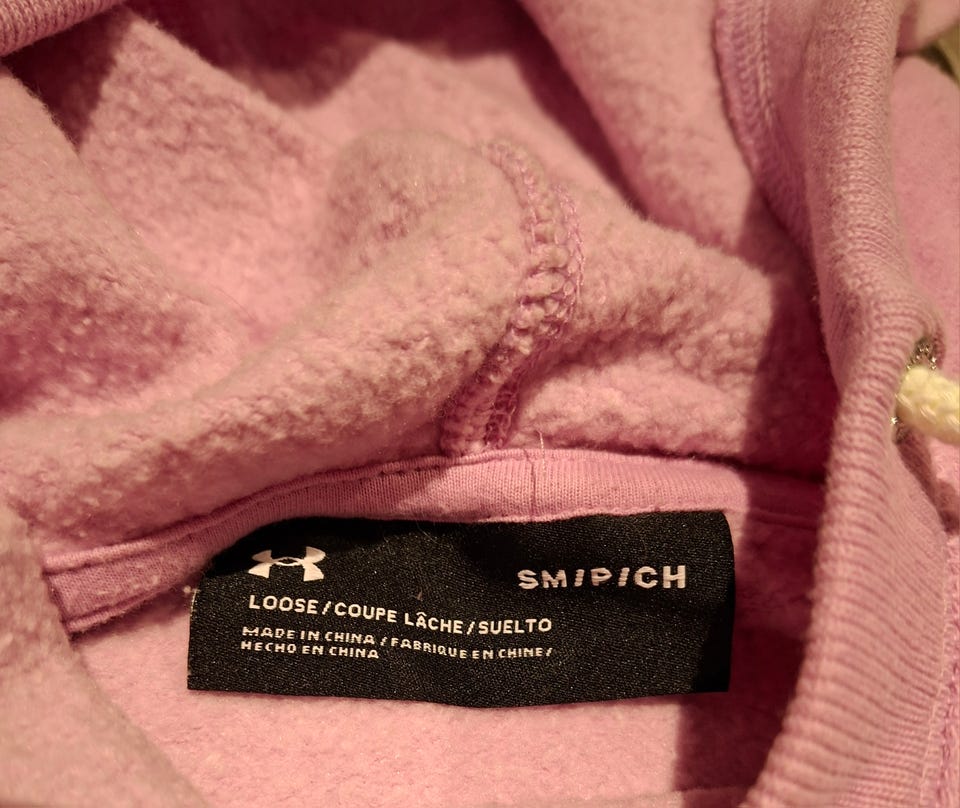 SM/P/CH
LOOSE/COUPE LÂCHE/SUELTO
MADE IN CHINA / FABRIQUE EN CHINE/
HECHO EN CHINA